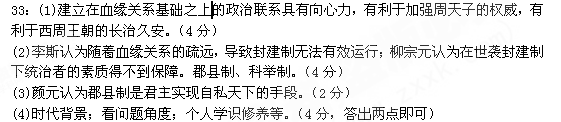 33：(1)建立在血缘关系基础之上的政治联系具有向心力，有利于加强周天子的权威，有
利于西周王朝的长治久安。（4 分）
(2)李斯认为随着血缘关系的疏远，导致封建制无法有效运行；柳宗元认为在世袭封建制
下统治者的素质得不到保障。郡县制、科举制。（4 分）
(3)颜元认为郡县制是君主实现自私天下的手段。（2 分）
(4)时代背景；看问题角度；个人学识修养等。（4 分，答出两点即可）